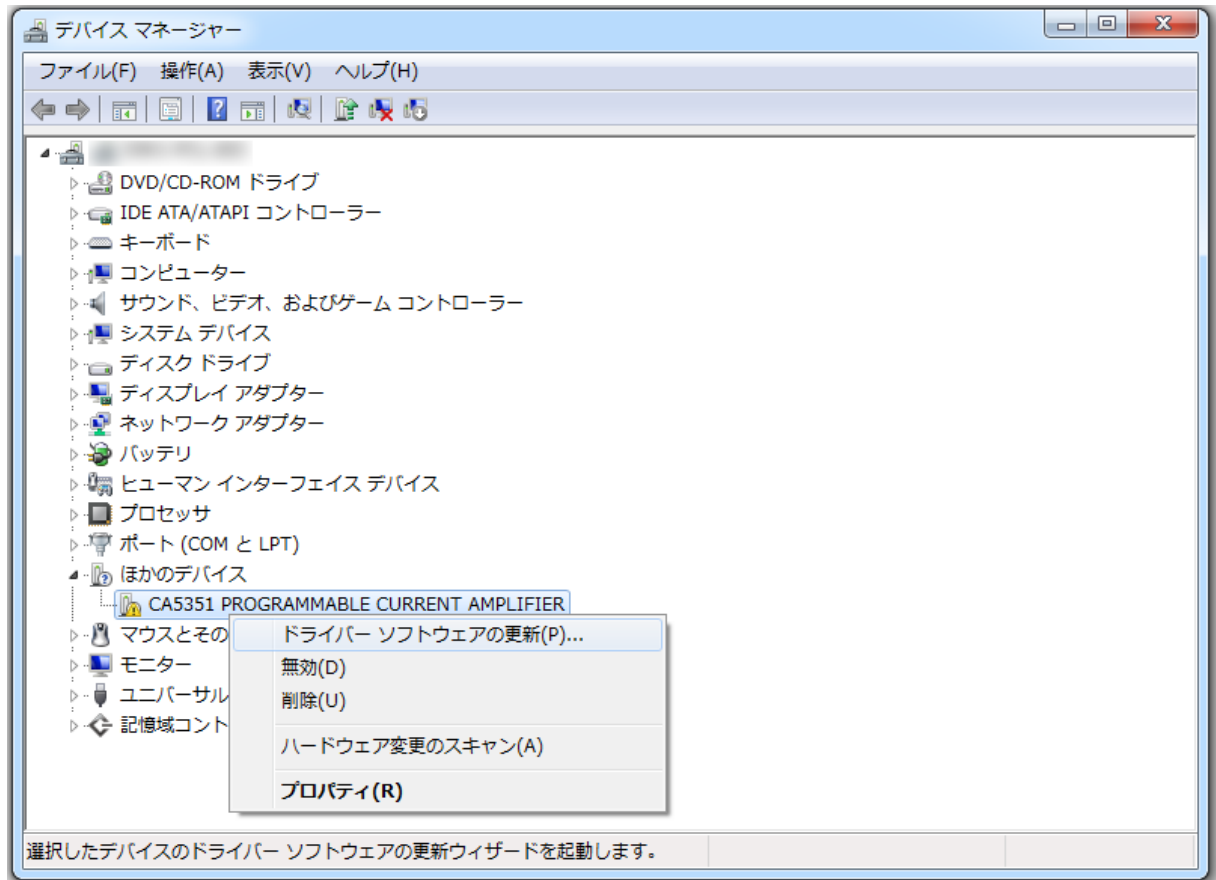 デバイス マネージャー
ファイル(F) 操作(A) 表示(V) ヘルプ(H)
DVD/CD-ROM ドライブ
IDE ATA/ATAPI コントローラー
キーボード
コンピューター
サウンド、ビデオ、およびゲーム コントローラー
システム デバイス
ディスク ドライブ
ディスプレイ アダプター
ネットワーク アダプター
バッテリ
ヒューマン インターフェイス デバイス
プロセッサ
ポート (COM と LPT)
ほかのデバイス
CA5351 PROGRAMMABLE CURRENT AMPLIFIER
マウスとその
モニター
ユニバーサル
記憶域コント
ドライバー ソフトウェアの更新(P)...
無効(D)
削除(U)
ハードウェア変更のスキャン(A)
プロパティ(R)
選択したデバイスのドライバー ソフトウェアの更新ウィザードを起動します。